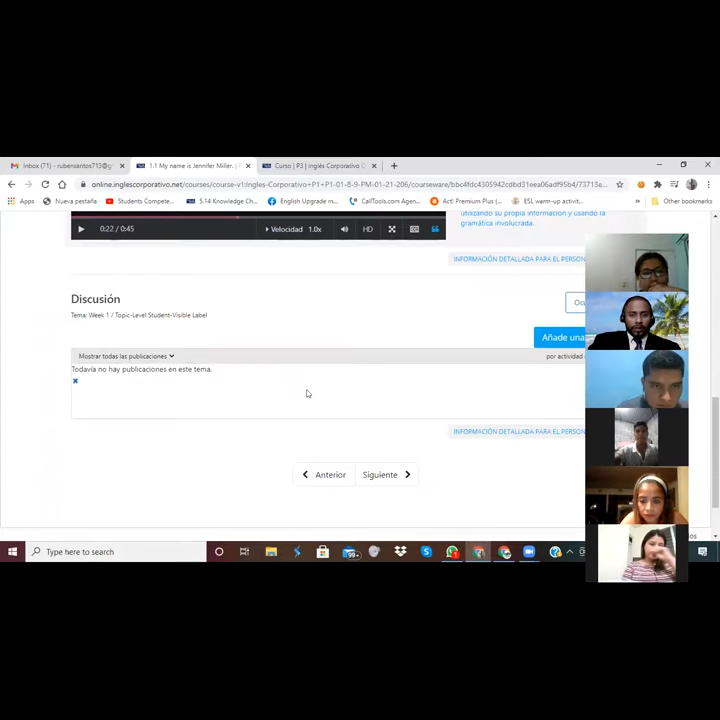 Inbox (71) - rubensantos713@g
1.1 My name is Jennifer Miller. |
Curso | P3 | Inglés Corporativo
online.inglescorporativo.net/courses/course-v1:Ingles-Corporativo+P1+P1-01-8-9-PM-01-21-206/courseware/bbc4fdc4305942cdbd31eea06adf95b4/73713e...
Apps
Nueva pestaña
Students Compete...
5.14 Knowledge Ch...
English Upgrade m...
CallTools.com Agen...
Act! Premium Plus (...
ESL warm-up activit...
Other bookmarks
utilizando su propia información y usando la
gramática involucrada.
0:22 / 0:45
Velocidad 1.0x
HD
INFORMACIÓN DETALLADA PARA EL PERSON
Discusión
Tema: Week 1 / Topic-Level Student-Visible Label
Añade una
Mostrar todas las publicaciones
por actividad
Todavía no hay publicaciones en este tema.
INFORMACIÓN DETALLADA PARA EL PERSON
Anterior
Siguiente
Type here to search
99+